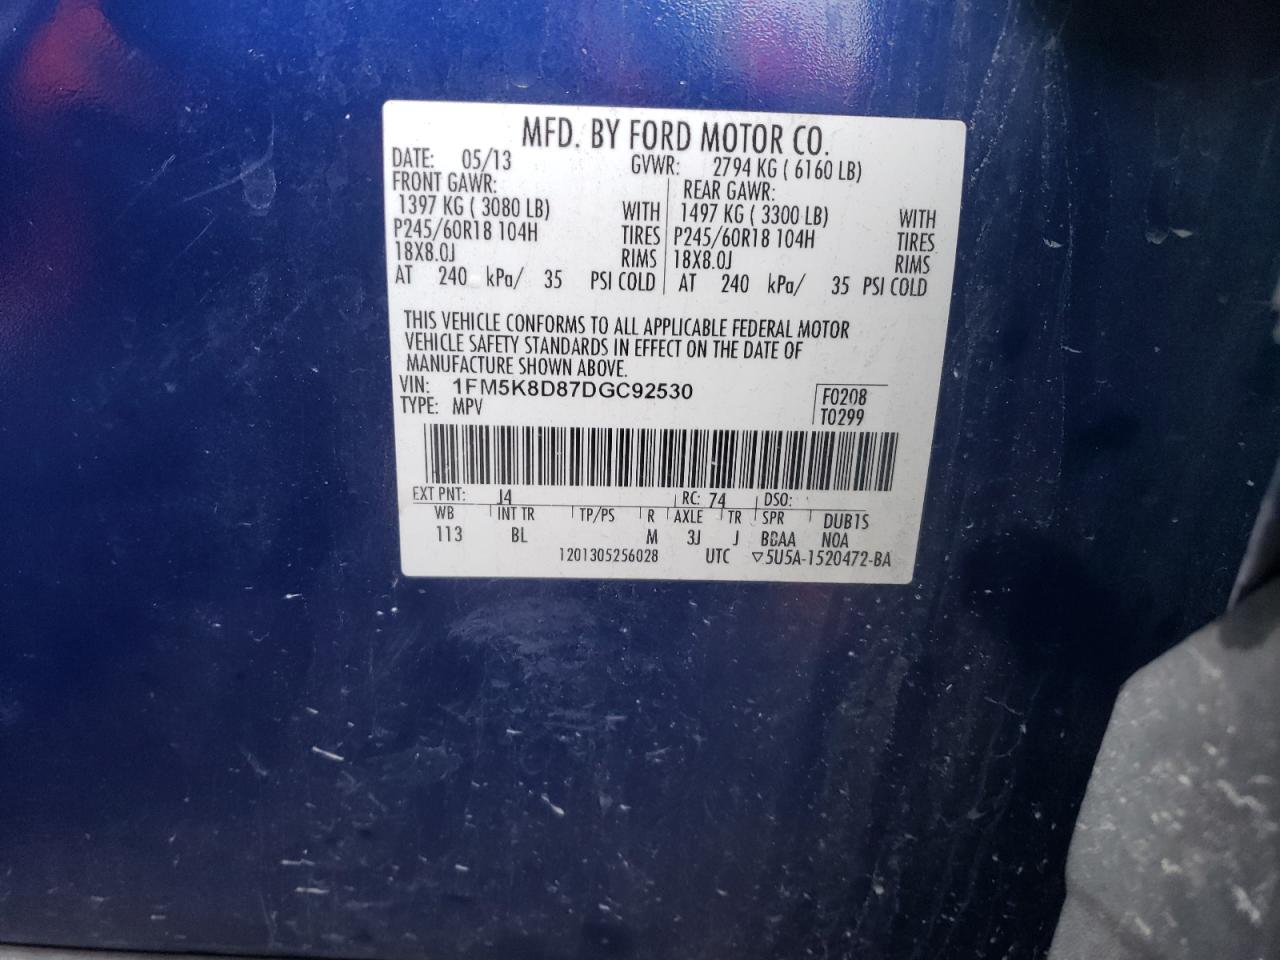 MFD. BY FORD MOTOR CO.
DATE: 05/13 GVWR: 2794 KG ( 6160 LB)
FRONT GAWR: REAR GAWR:
1397 KG ( 3080 LB) WITH 1497 KG ( 3300 LB) WITH
P245/60R18 104H TIRES P245/60R18 104H TIRES
18X8.0J RIMS 18X8.0J RIMS
AT 240 kPa/ 35 PSI COLD AT 240 kPa/ 35 PSI COLD
THIS VEHICLE CONFORMS TO ALL APPLICABLE FEDERAL MOTOR
VEHICLE SAFETY STANDARDS IN EFFECT ON THE DATE OF
MANUFACTURE SHOWN ABOVE.
VIN: 1FM5K8D87DGC92530 F0208
TYPE: MPV T0299
EXT PNT: J4 RC: 74 DSO:
WB INT TR TP/PS R AXLE TR SPR DUB1S
113 BL M 3J J BBAA NOA
1201305256028 UTC ▽5U5A-1520472-BA